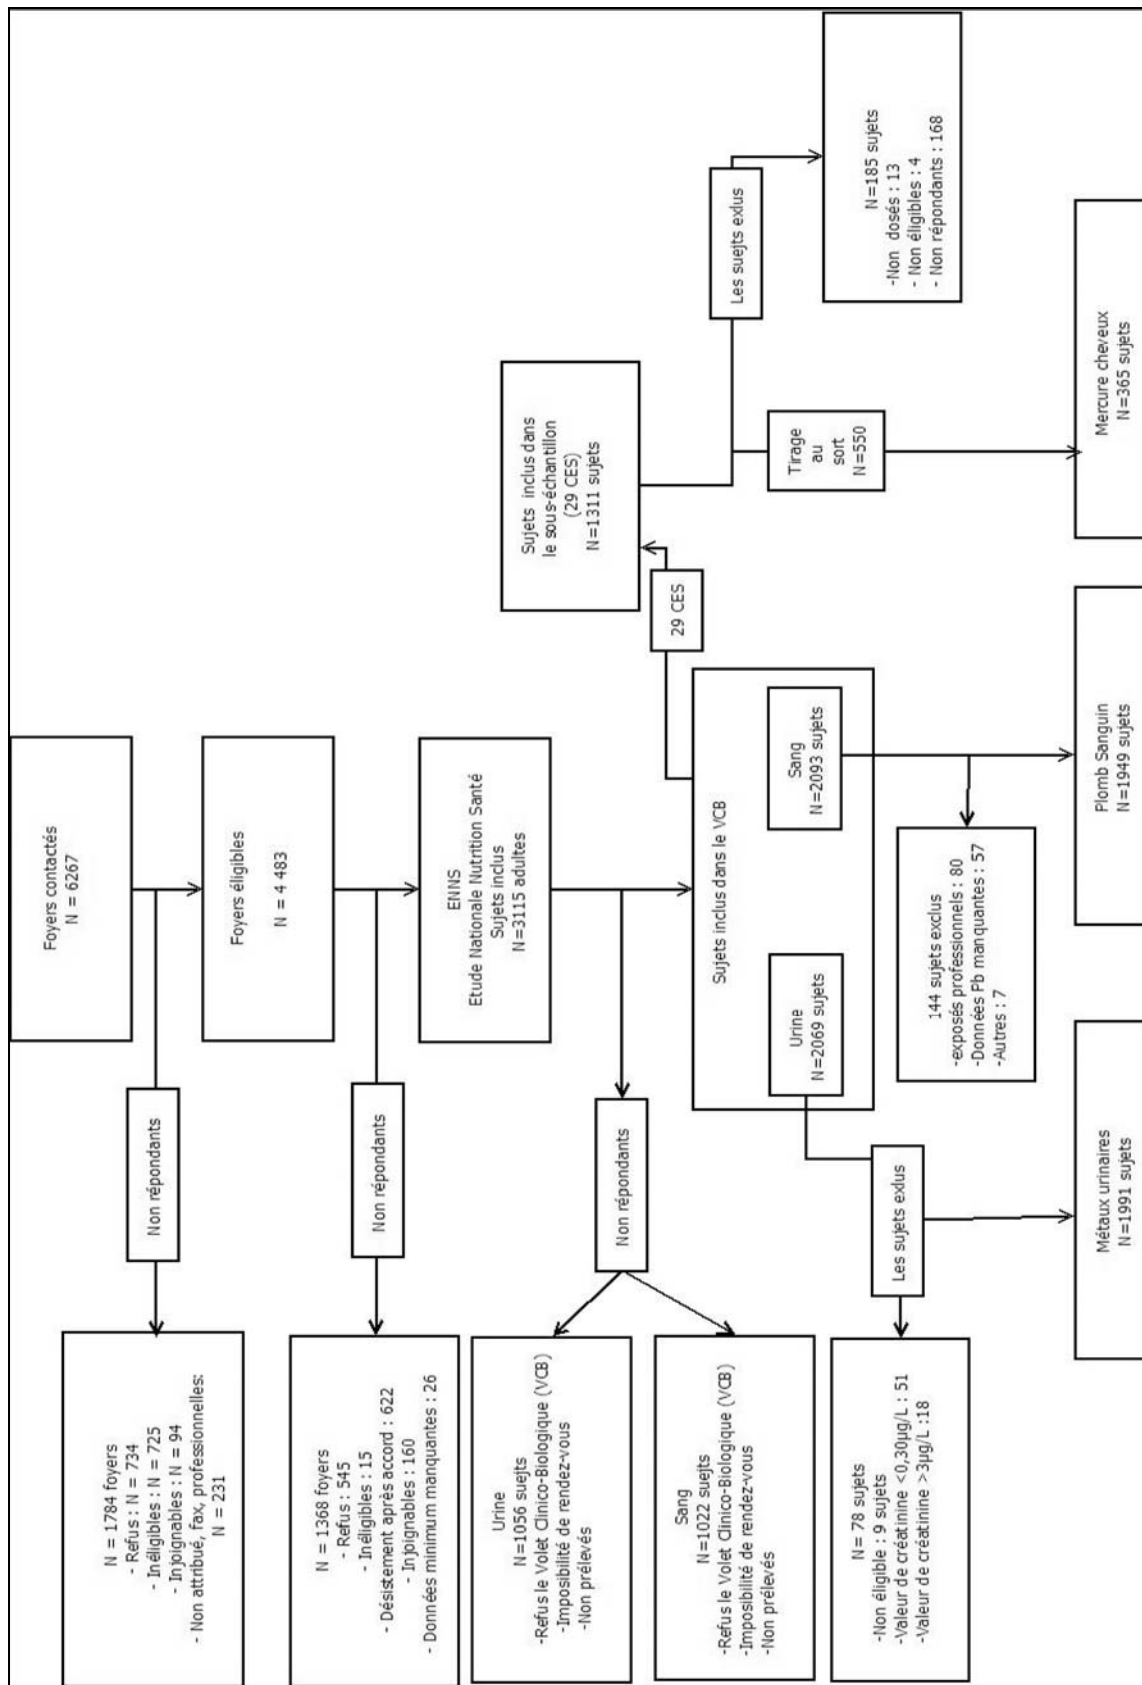 Foyers contactés
N = 6267
Non répondants
N = 1784 foyers
- Refus : N = 734
- Inéligibles : N = 725
- Injoignables : N = 94
- Non attribué, fax, professionnelles:
N = 231
Foyers éligibles
N = 4 483
Non répondants
N = 1368 foyers
- Refus : 545
- Inéligibles : 15
- Désistement après accord : 622
- Injoignables : 160
- Données minimum manquantes : 26
ENNS
Etude Nationale Nutrition Santé
Sujets inclus
N=3115 adultes
Non répondants
Urine
N=1056 suejts
-Refus le Volet Clinico-Biologique (VCB)
-Imposibilité de rendez-vous
-Non prélevés
Sang
N=1022 suejts
-Refus le Volet Clinico-Biologique (VCB)
-Imposibilité de rendez-vous
-Non prélevés
Sujets inclus dans le VCB
Urine
N=2069 sujets
Sang
N=2093 sujets
29 CES
Sujets inclus dans
le sous-échantillon
(29 CES)
N=1311 sujets
Les suejts exlus
N=185 sujets
-Non dosés : 13
- Non éligibles : 4
- Non répondants : 168
Tirage
au
sort
N=550
Les sujets exlus
N= 78 sujets
-Non éligible : 9 sujets
-Valeur de créatinine <0,30µg/L : 51
-Valeur de créatinine >3µg/L :18
144 sujets exclus
-exposés professionnels : 80
-Données Pb manquantes : 57
-Autres : 7
Métaux urinaires
N=1991 sujets
Plomb Sanguin
N=1949 sujets
Mercure cheveux
N=365 sujets